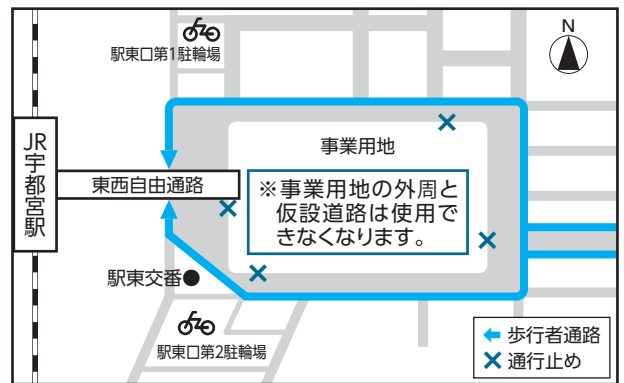 N
駅東口第1駐輪場
JR宇都宮駅
事業用地
東西自由通路
※事業用地の外周と
仮設道路は使用で
きなくなります。
駅東交番●
駅東口第2駐輪場
歩行者通路
通行止め